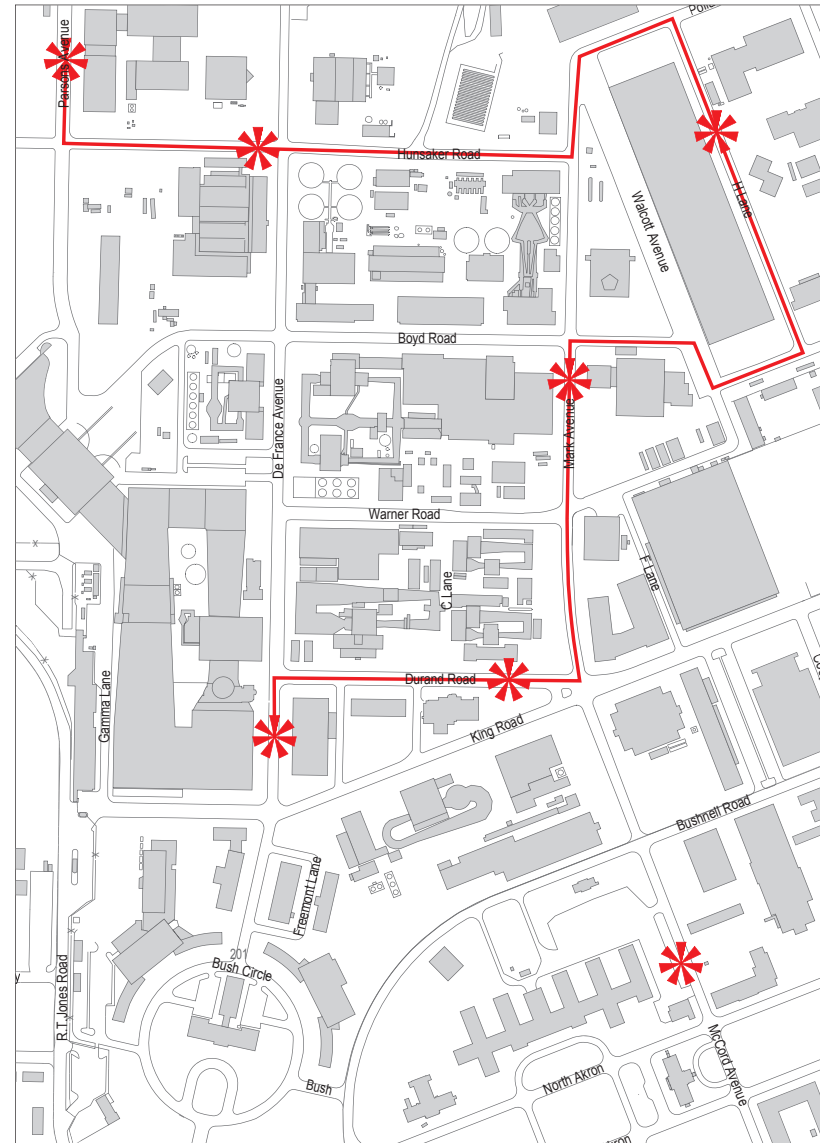 Parsons Avenue
Hunsaker Road
H Lane
Walcott Avenue
Boyd Road
De France Avenue
Mark Avenue
Warner Road
C Lane
F Lane
Durand Road
Gamma Lane
King Road
Bushnell Road
Freemont Lane
201
Bush Circle
R.T. Jones Road
Bush
North Akron
McCord Avenue